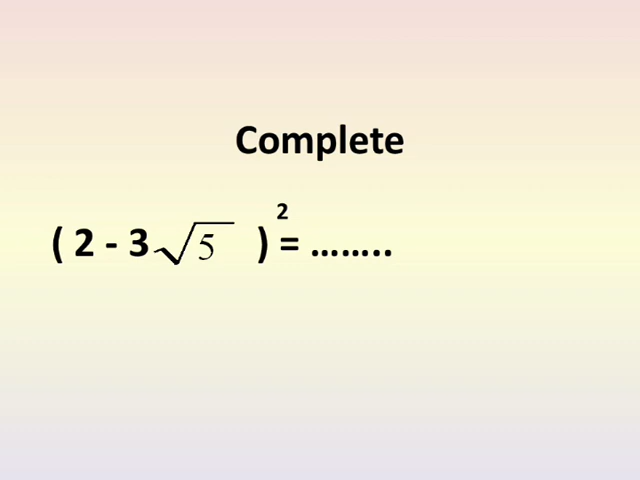 Complete
( 2 - 3√5 )² = ........